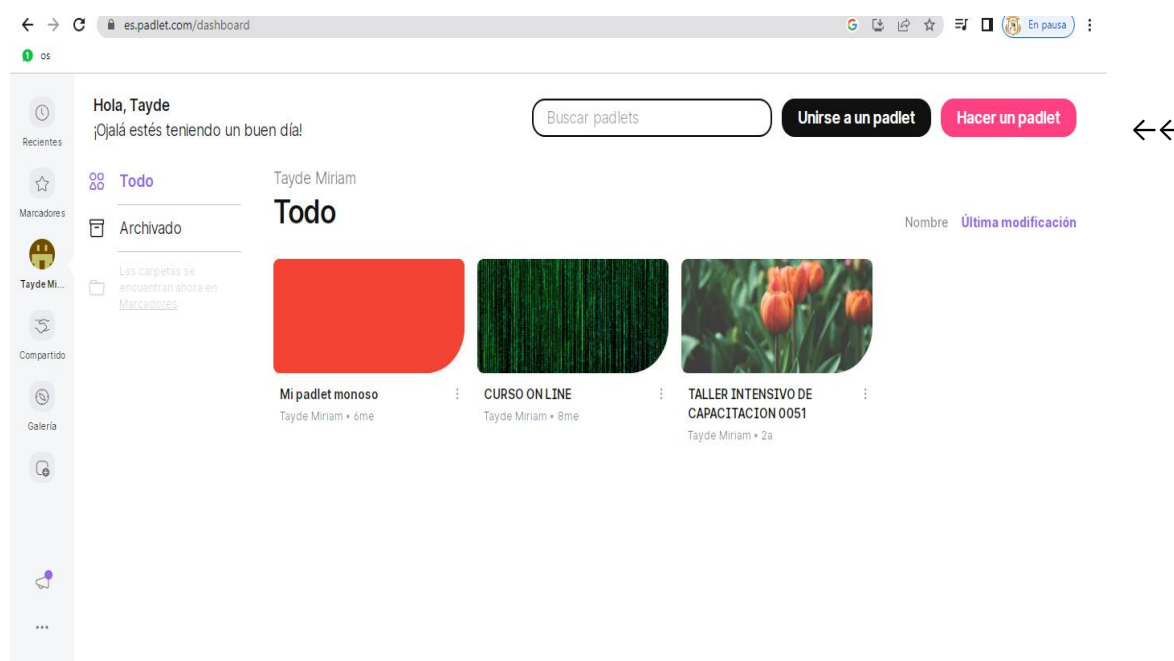 es.padlet.com/dashboard
En pausa
1 os
Hola, Tayde
¡Ojalá estés teniendo un buen día!
Buscar padlets
Unirse a un padlet
Hacer un padlet
Recientes
Marcadores
Tayde Mi...
Compartido
Galería
Todo
Archivado
Las carpetas se
encuentran ahora en
Marcadores.
Tayde Miriam
Todo
Nombre Última modificación
Mi padlet monoso
Tayde Miriam • 6me
CURSO ON LINE
Tayde Miriam • 8me
TALLER INTENSIVO DE
CAPACITACION 0051
Tayde Miriam • 2a